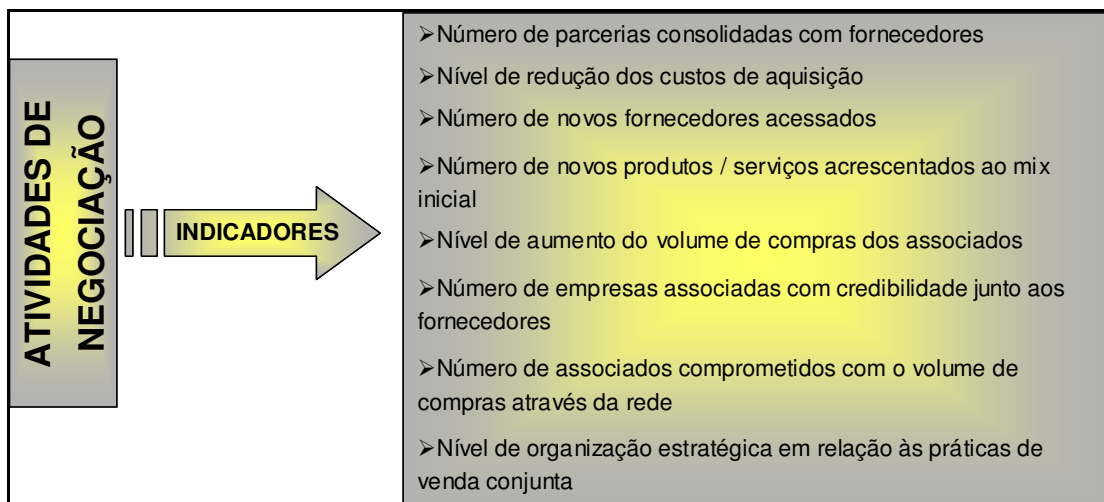 ATIVIDADES DE
NEGOCIAÇÃO
INDICADORES
➢Número de parcerias consolidadas com fornecedores
➢Nível de redução dos custos de aquisição
➢Número de novos fornecedores acessados
➢Número de novos produtos / serviços acrescentados ao mix
inicial
➢Nível de aumento do volume de compras dos associados
➢Número de empresas associadas com credibilidade junto aos
fornecedores
➢Número de associados comprometidos com o volume de
compras através da rede
➢Nível de organização estratégica em relação às práticas de
venda conjunta